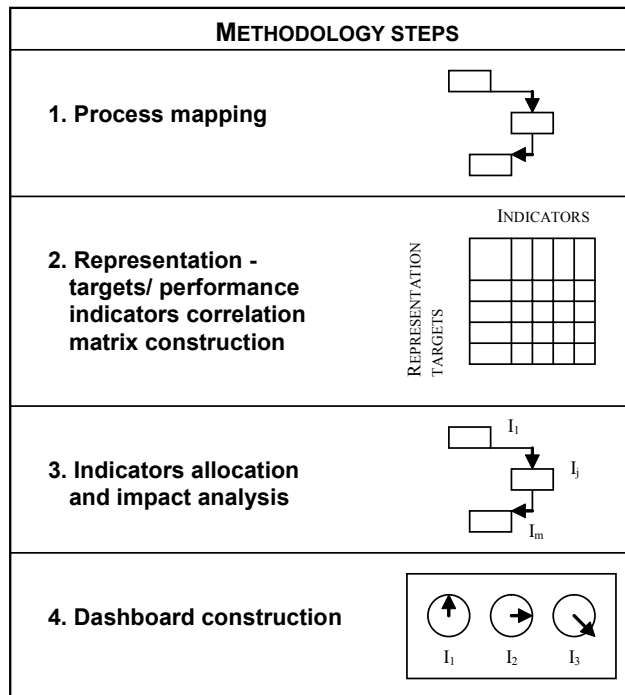 METHODOLOGY STEPS
1. Process mapping
INDICATORS
REPRESENTATION
TARGETS
2. Representation -
targets/ performance
indicators correlation
matrix construction
3. Indicators allocation
and impact analysis
I1
Ij
Im
4. Dashboard construction
I1 I2 I3